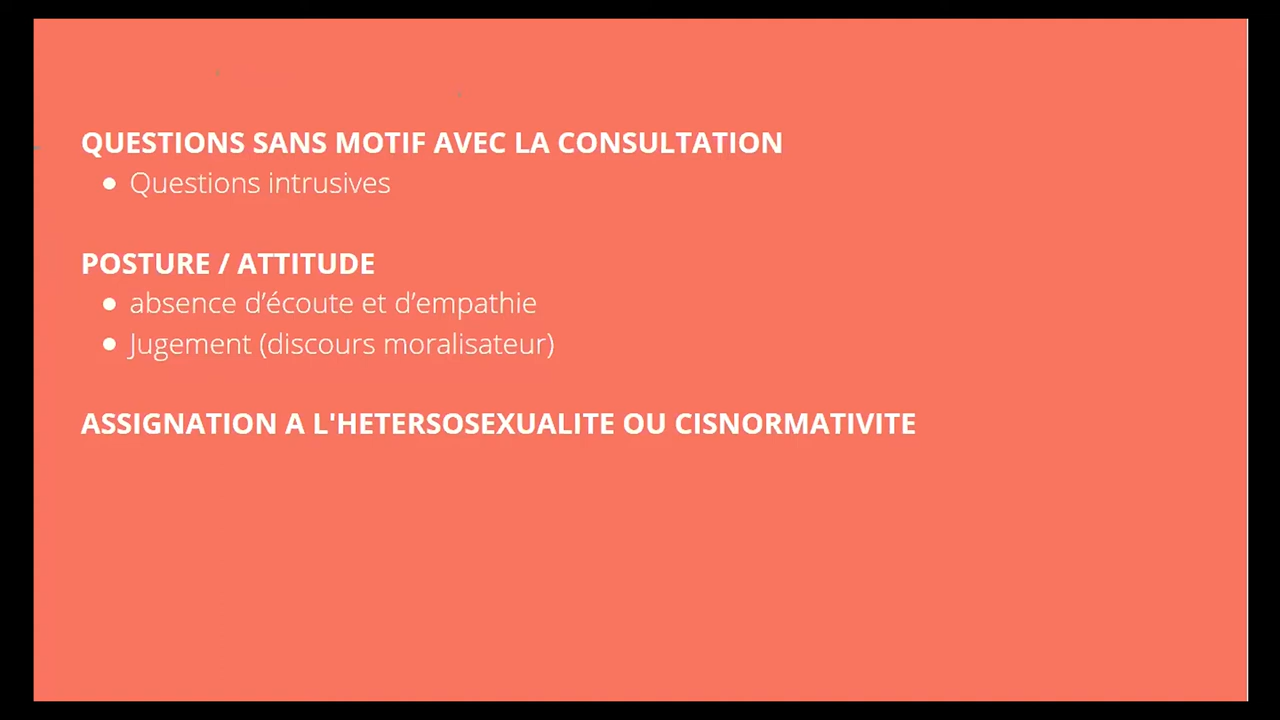 QUESTIONS SANS MOTIF AVEC LA CONSULTATION
• Questions intrusives
POSTURE / ATTITUDE
• absence d’écoute et d’empathie
• Jugement (discours moralisateur)
ASSIGNATION A L'HETERSOSEXUALITE OU CISNORMATIVITE